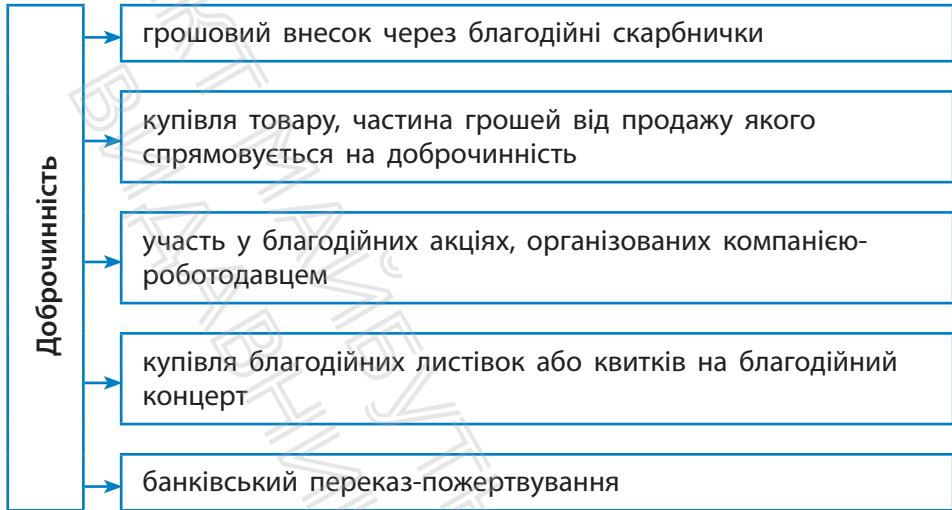 Доброчинність
грошовий внесок через благодійні скарбнички
купівля товару, частина грошей від продажу якого
спрямовується на доброчинність
участь у благодійних акціях, організованих компанією-
роботодавцем
купівля благодійних листівок або квитків на благодійний
концерт
банківський переказ-пожертвування